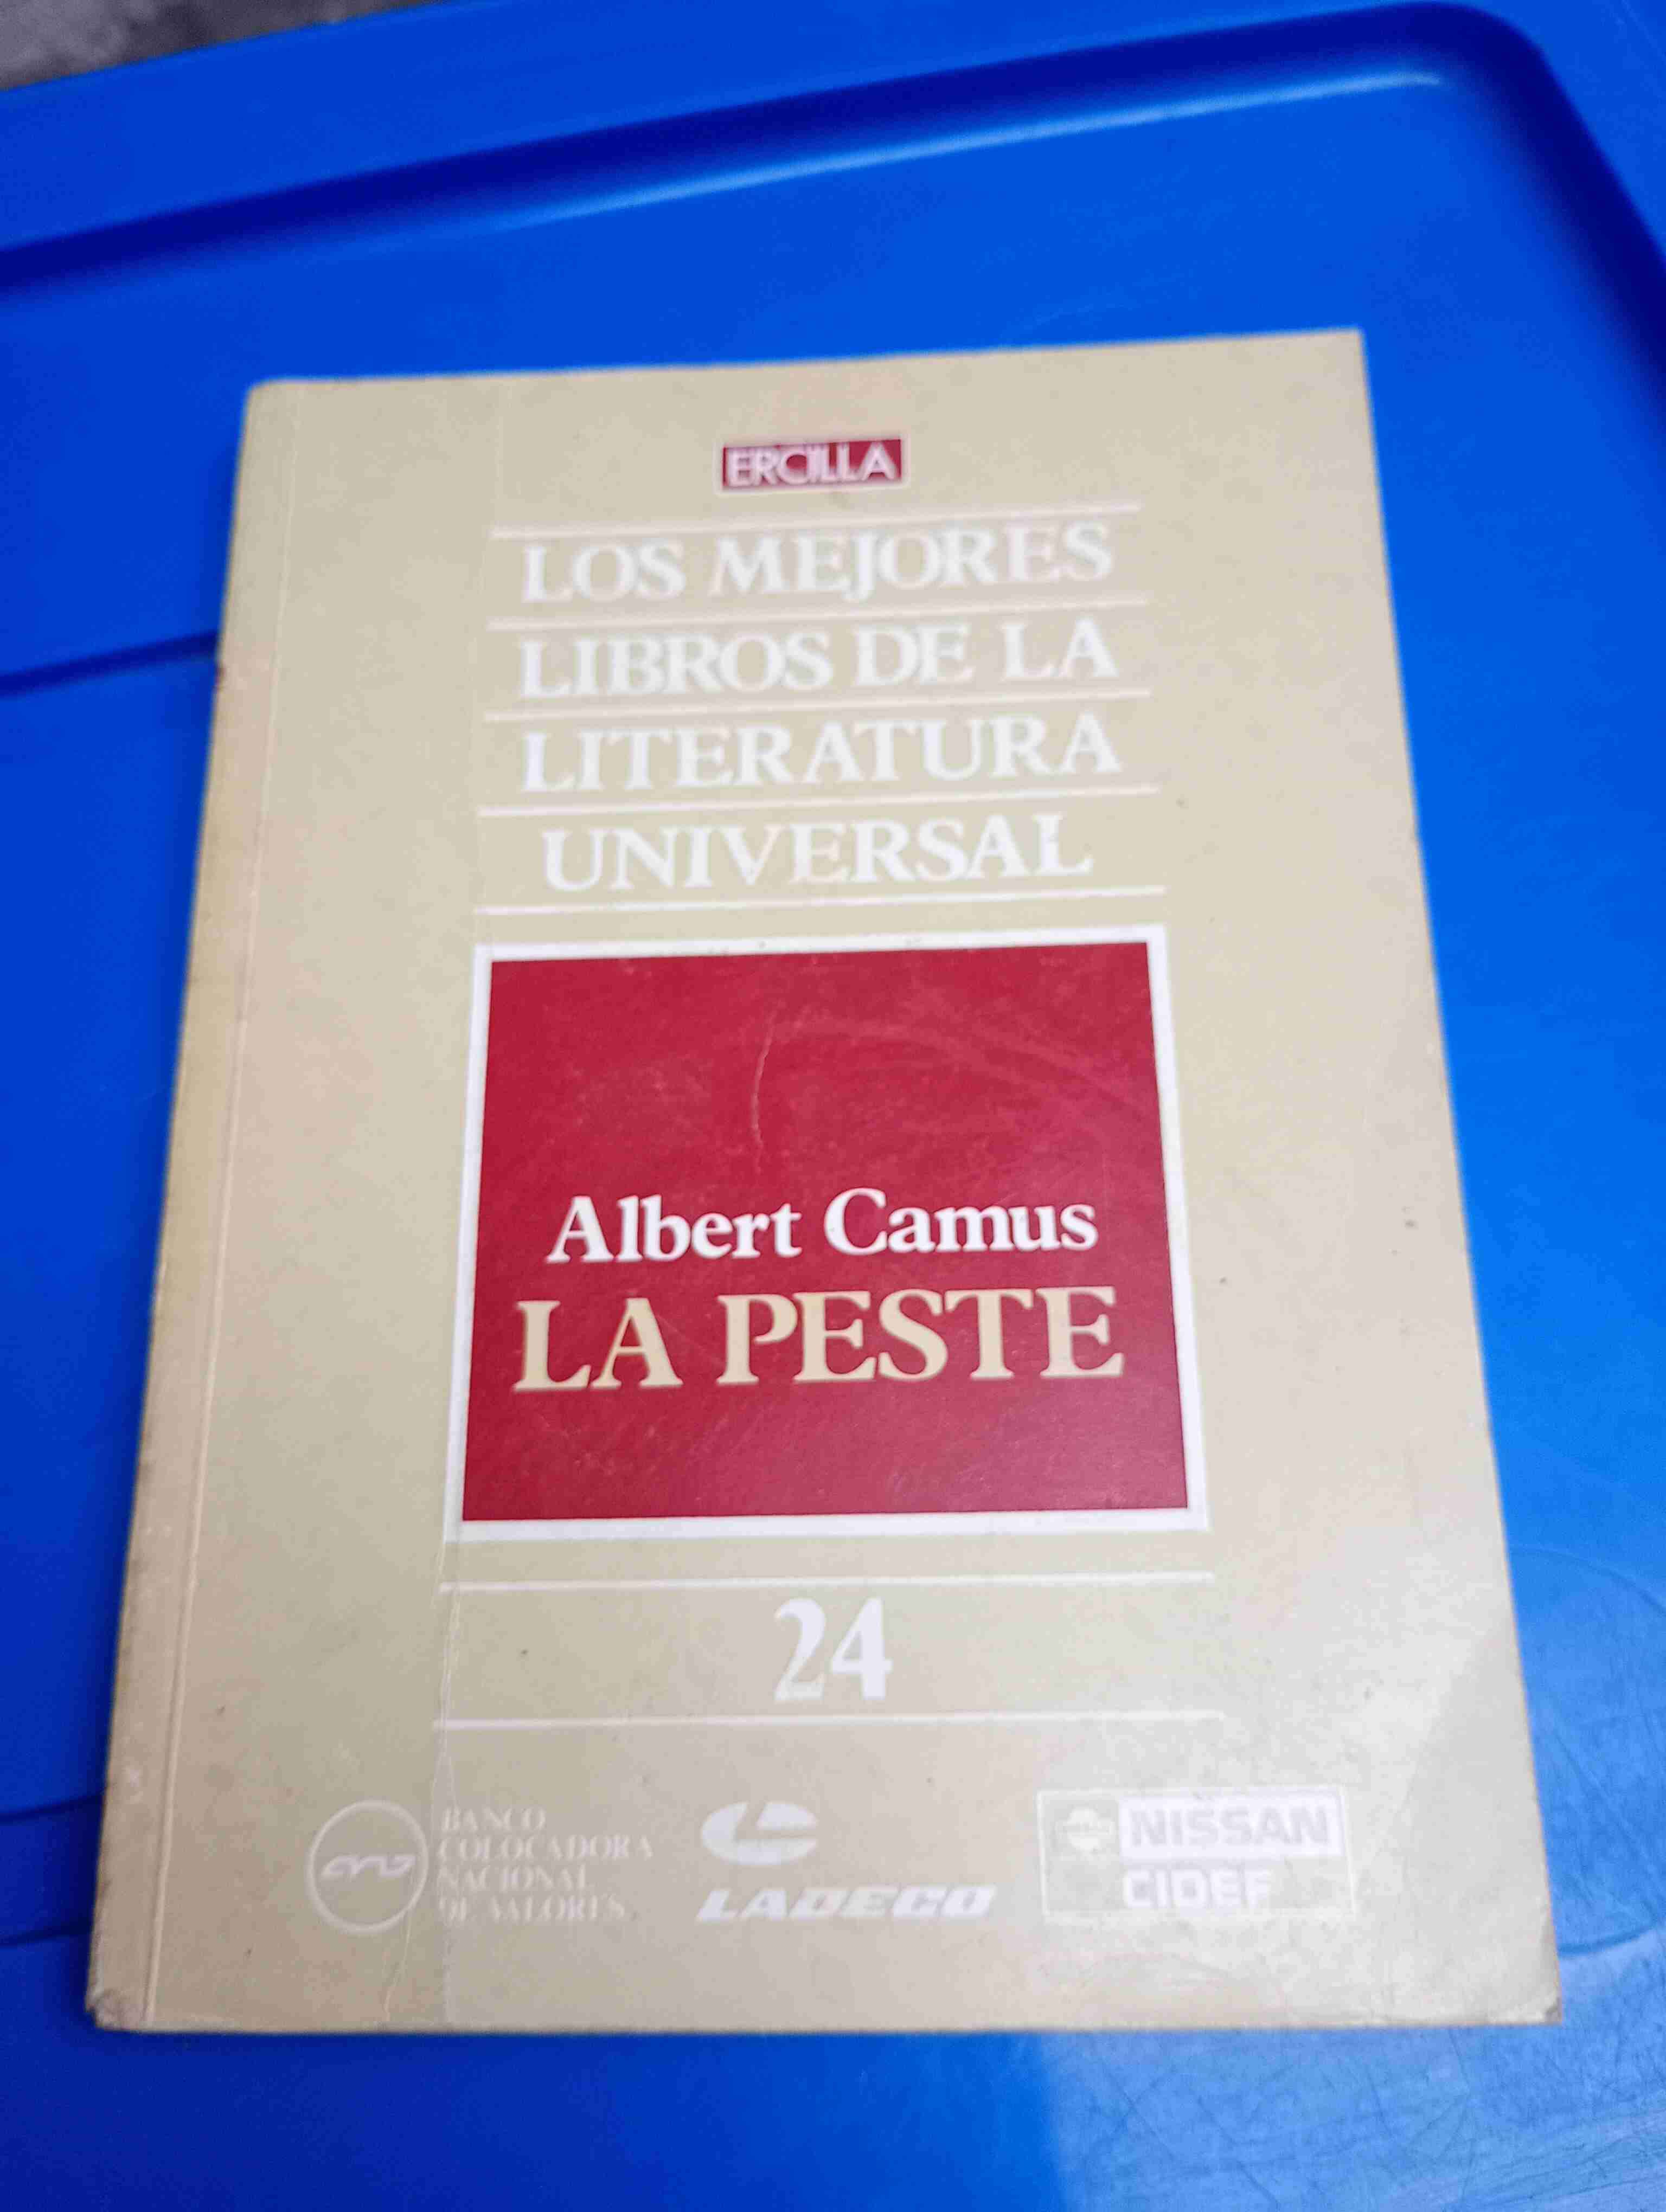 ERCILLA
LOS MEJORES
LIBROS DE LA
LITERATURA
UNIVERSAL
Albert Camus
LA PESTE
24
BANCO
COLOCADORA
NACIONAL
DE VALORES
LADECO
NISSAN
CIDEF